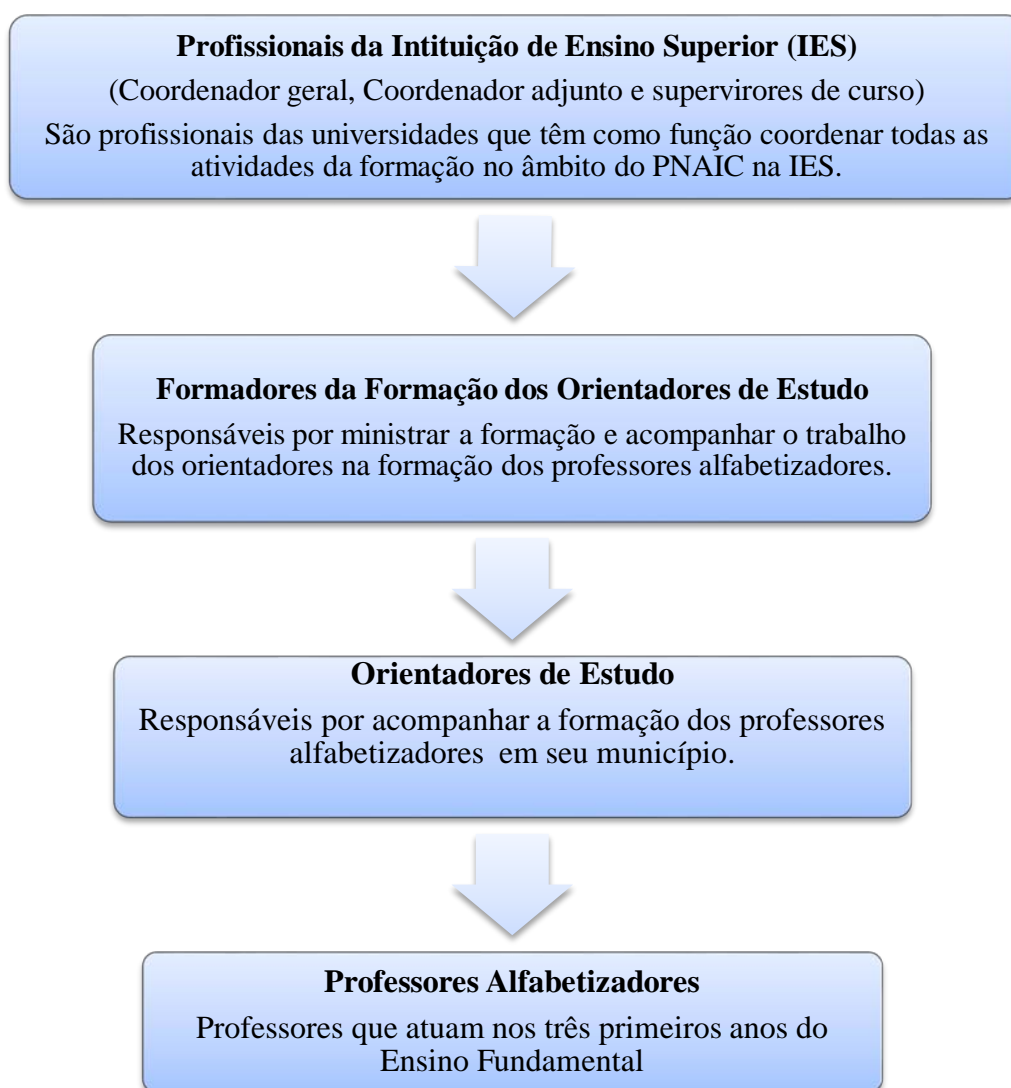 Profissionais da Intituição de Ensino Superior (IES)
(Coordenador geral, Coordenador adjunto e supervirores de curso)
São profissionais das universidades que têm como função coordenar todas as
atividades da formação no âmbito do PNAIC na IES.
Formadores da Formação dos Orientadores de Estudo
Responsáveis por ministrar a formação e acompanhar o trabalho
dos orientadores na formação dos professores alfabetizadores.
Orientadores de Estudo
Responsáveis por acompanhar a formação dos professores
alfabetizadores em seu município.
Professores Alfabetizadores
Professores que atuam nos três primeiros anos do
Ensino Fundamental